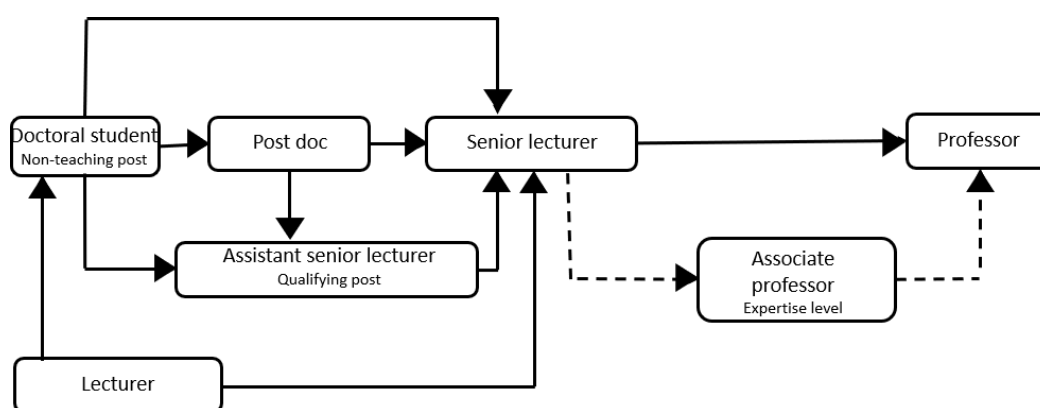 Doctoral student
Non-teaching post
Post doc
Senior lecturer
Professor
Assistant senior lecturer
Qualifying post
Associate
professor
Expertise level
Lecturer